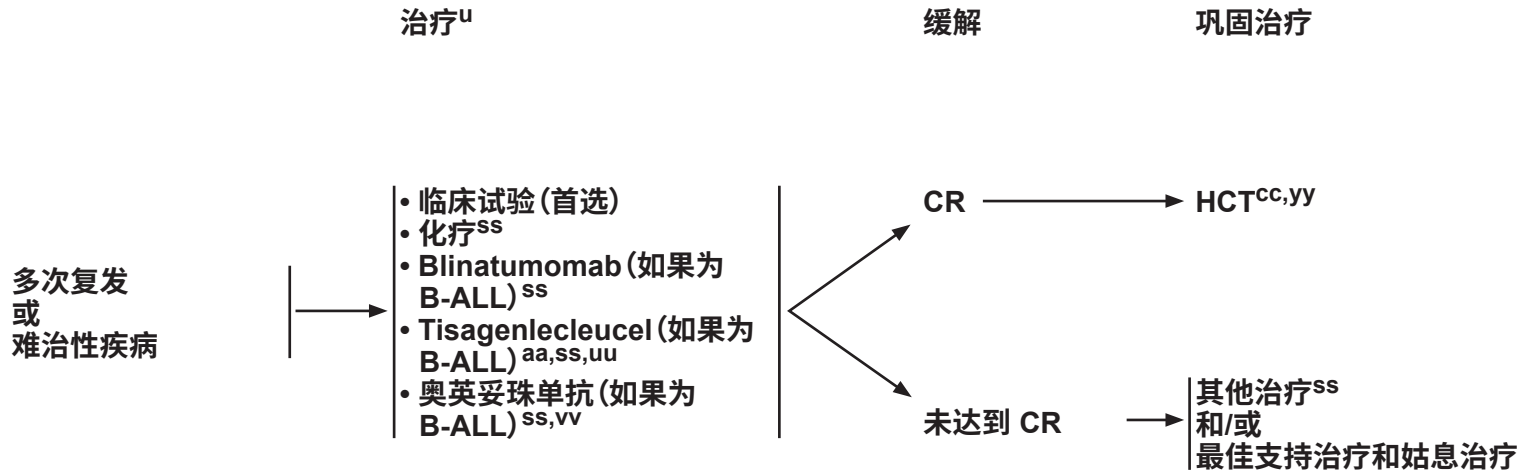 治疗u
缓解
巩固治疗
多次复发
或
难治性疾病
• 临床试验（首选）
• 化疗ss
• Blinatumomab（如果为
B-ALL）ss
• Tisagenlecleucel（如果为
B-ALL）aa,ss,uu
• 奥英妥珠单抗（如果为
B-ALL）ss,vv
CR
HCTcc,yy
未达到 CR
其他治疗ss
和/或
最佳支持治疗和姑息治疗